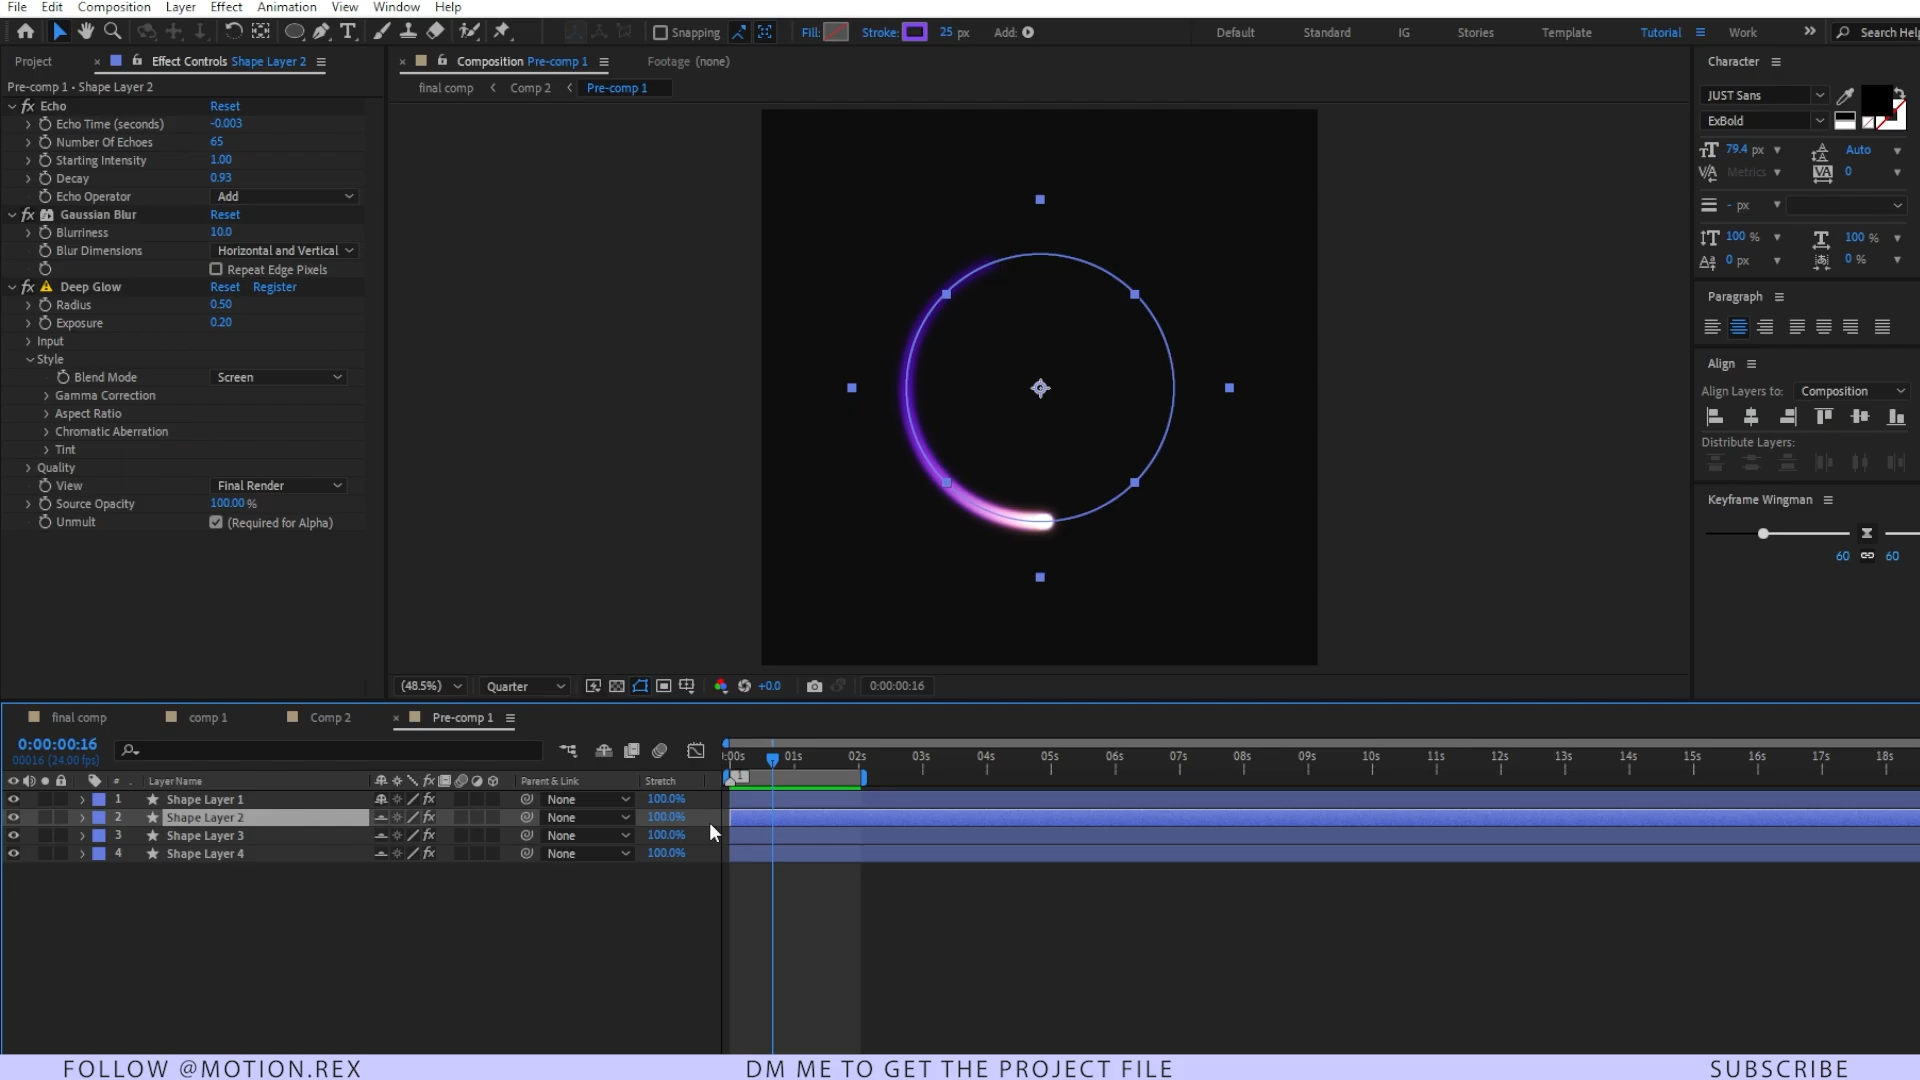 File Edit Composition Layer Effect Animation View Window Help
Snapping Fill: Stroke: 25 px Add: Default Standard IG Stories Template Tutorial Work Search Help
Project Effect Controls Shape Layer 2
Composition Pre-comp 1 Footage (none)
Character
Pre-comp 1 • Shape Layer 2
final comp Comp 2 Pre-comp 1
Echo Reset
Echo Time (seconds) -0.003
Number Of Echoes 65
Starting Intensity 1.00
Decay 0.93
Echo Operator Add
Gaussian Blur Reset
Blurriness 10.0
Blur Dimensions Horizontal and Vertical
Repeat Edge Pixels
Deep Glow Reset Register
Radius 0.50
Exposure 0.20
Input
Style
Blend Mode Screen
Gamma Correction
Aspect Ratio
Chromatic Aberration
Tint
Quality
View Final Render
Source Opacity 100.00 %
Unmult (Required for Alpha)
JUST Sans
ExBold
79.4 px Auto
Metrics 0
- px
100 % 100 %
0 px 0 %
Paragraph
Align
Align Layers to: Composition
Distribute Layers:
Keyframe Wingman
60 60
(48.5%) Quarter +0.0 0:00:00:16
final comp comp 1 Comp 2 Pre-comp 1
0:00:00:16
00016 (24.00 fps)
:00s 01s 02s 03s 04s 05s 06s 07s 08s 09s 10s 11s 12s 13s 14s 15s 16s 17s 18s
# Layer Name Parent & Link Stretch
1
1 Shape Layer 1 None 100.0%
2 Shape Layer 2 None 100.0%
3 Shape Layer 3 None 100.0%
4 Shape Layer 4 None 100.0%
FOLLOW @MOTION.REX DM ME TO GET THE PROJECT FILE SUBSCRIBE